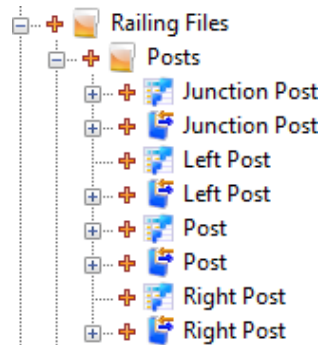 Railing Files
Posts
Junction Post
Junction Post
Left Post
Left Post
Post
Post
Right Post
Right Post